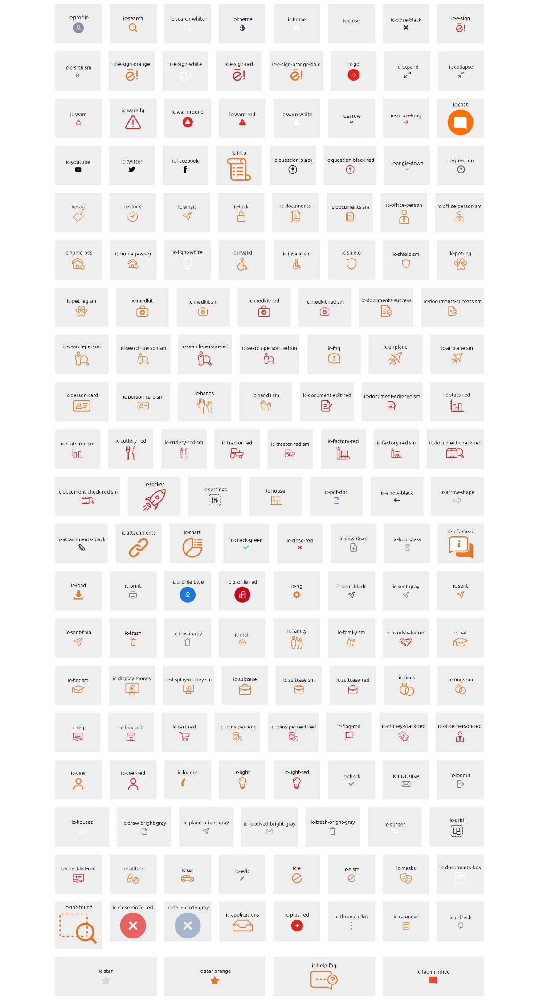 ic-profile
ic-search
ic-search-white
ic-theme
ic-home
ic-close
ic-close-black
ic-e-sign
ic-e-sign sm
ic-e-sign-orange
ic-e-sign-white
ic-e-sign-red
ic-e-sign-orange-bold
ic-go
ic-expand
ic-collapse
ic-warn
ic-warn-lg
ic-warn-round
ic-warn-red
ic-warn-white
ic-arrow
ic-arrow-long
ic-chat
ic-youtube
ic-twitter
ic-facebook
ic-info
ic-question-black
ic-question-black red
ic-angle-down
ic-question
ic-tag
ic-clock
ic-email
ic-lock
ic-documents
ic-documents sm
ic-office-person
ic-office-person sm
ic-home-pos
ic-home-pos sm
ic-light-white
ic-invalid
ic-invalid sm
ic-shield
ic-shield sm
ic-pet-leg
ic-pet-leg sm
ic-medkit
ic-medkit sm
ic-medkit-red
ic-medkit-red sm
ic-documents-success
ic-documents-success sm
ic-search-person
ic-search-person sm
ic-search-person-red
ic-search-person-red sm
ic-faq
ic-airplane
ic-airplane sm
ic-person-card
ic-person-card sm
ic-hands
ic-hands sm
ic-document-edit-red
ic-document-edit-red sm
ic-stats-red
ic-stats-red sm
ic-cutlery-red
ic-cutlery-red sm
ic-tractor-red
ic-tractor-red sm
ic-factory-red
ic-factory-red sm
ic-document-check-red
ic-document-check-red sm
ic-rocket
ic-settings
ic-house
ic-pdf-doc
ic-arrow-black
ic-arrow-shape
ic-attachments-black
ic-attachments
ic-chart
ic-check-green
ic-close-red
ic-download
ic-hourglass
ic-info-head
ic-load
ic-print
ic-profile-blue
ic-profile-red
ic-rig
ic-sent-black
ic-sent-gray
ic-sent
ic-sent-thin
ic-trash
ic-trash-gray
ic-mail
ic-family
ic-family sm
ic-handshake-red
ic-hat
ic-hat sm
ic-display-money
ic-display-money sm
ic-suitcase
ic-suitcase sm
ic-suitcase-red
ic-rings
ic-rings sm
ic-req
ic-box-red
ic-cart-red
ic-coins-percent
ic-coins-percent-red
ic-flag-red
ic-money-stack-red
ic-ofice-person-red
ic-user
ic-user-red
ic-loader
ic-light
ic-light-red
ic-check
ic-mail-gray
ic-logout
ic-houses
ic-draw-bright-gray
ic-plane-bright-gray
ic-received-bright-gray
ic-trash-bright-gray
ic-burger
ic-grid
ic-checklist-red
ic-tablets
ic-car
ic-edit
ic-e
ic-e sm
ic-masks
ic-documents-box
ic-not-found
ic-close-circle-red
ic-close-circle-gray
ic-applications
ic-plus-red
ic-three-circles
ic-calendar
ic-refresh
ic-star
ic-star-orange
ic-help-faq
ic-faq-minified